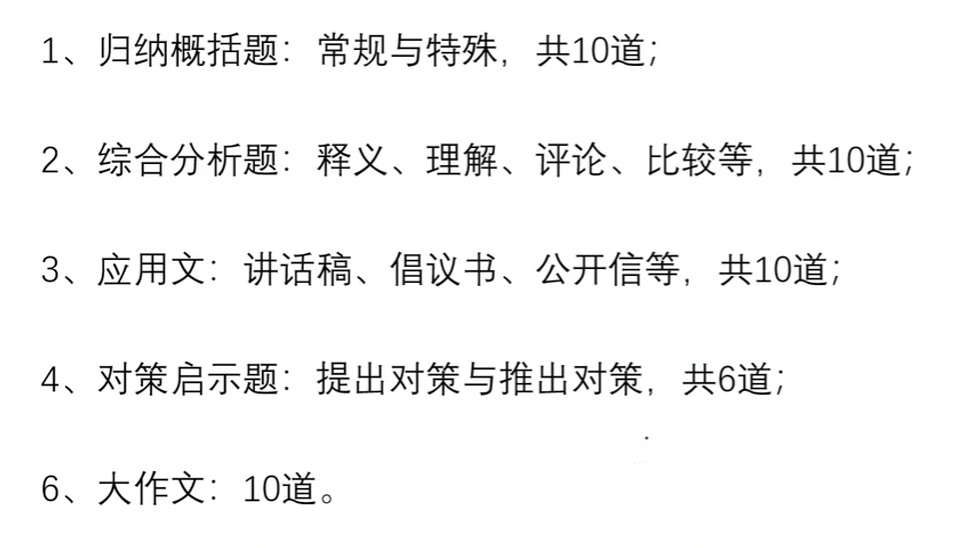 1、归纳概括题：常规与特殊，共10道；
2、综合分析题：释义、理解、评论、比较等，共10道；
3、应用文：讲话稿、倡议书、公开信等，共10道；
4、对策启示题：提出对策与推出对策，共6道；
6、大作文：10道。